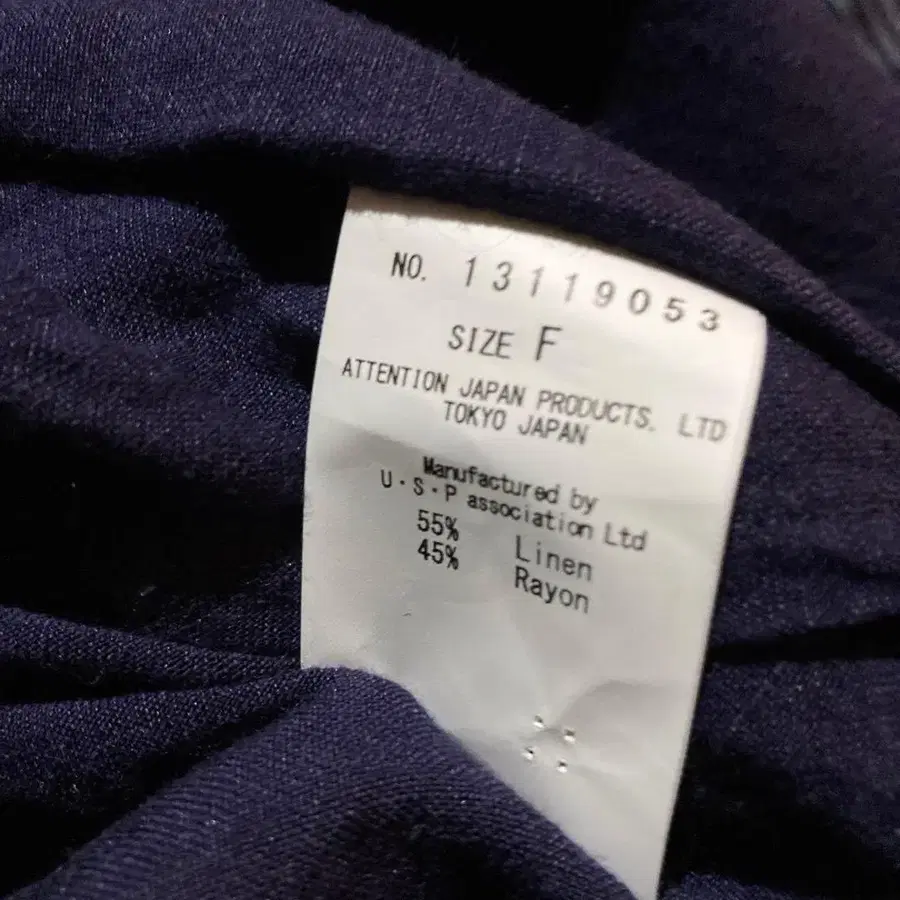 NO. 13119053
SIZE F
ATTENTION JAPAN PRODUCTS. LTD
TOKYO JAPAN
Manufactured by
U・S・P association Ltd
55% Linen
45% Rayon